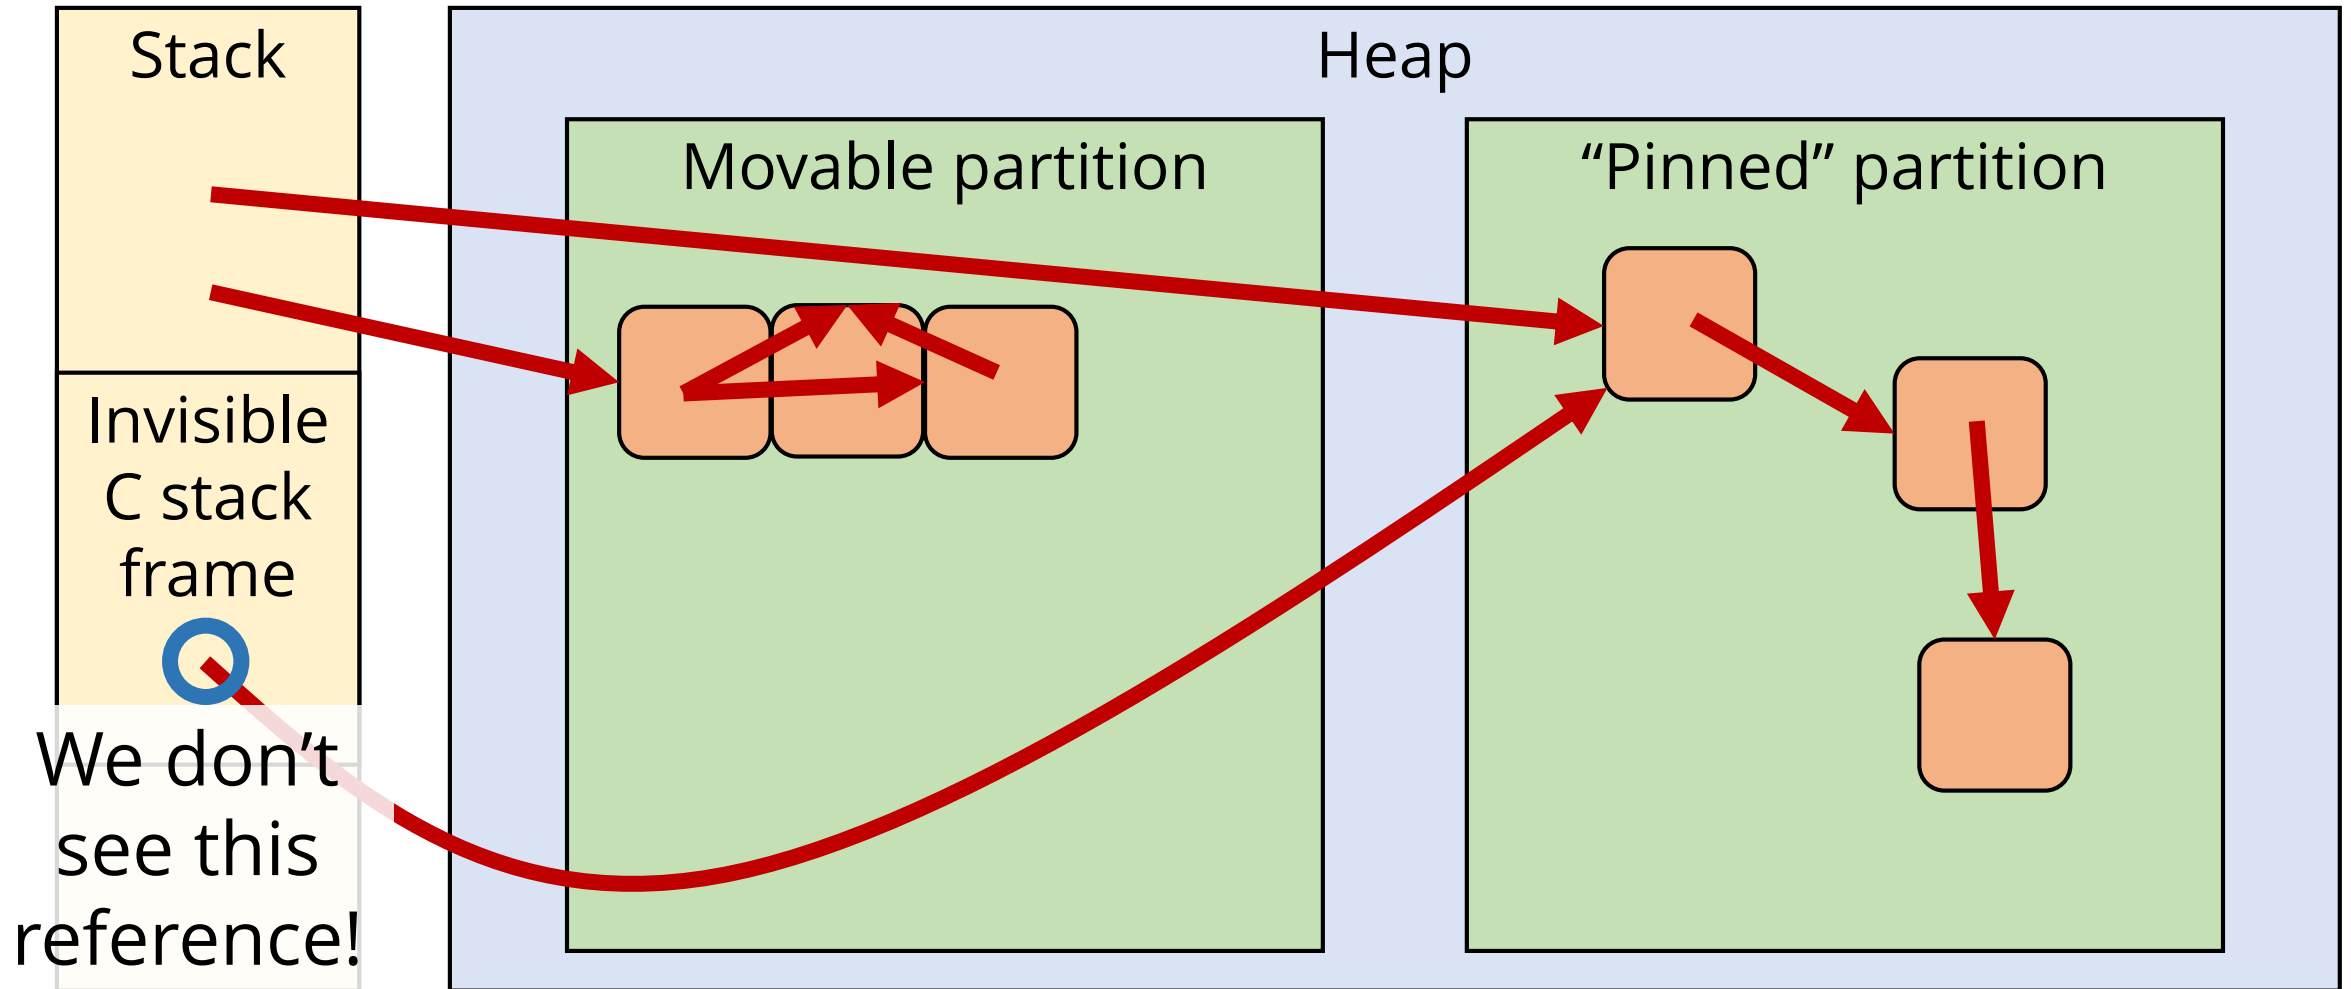 Stack
Heap
Movable partition
“Pinned” partition
Invisible
C stack
frame
We don’t
see this
reference!